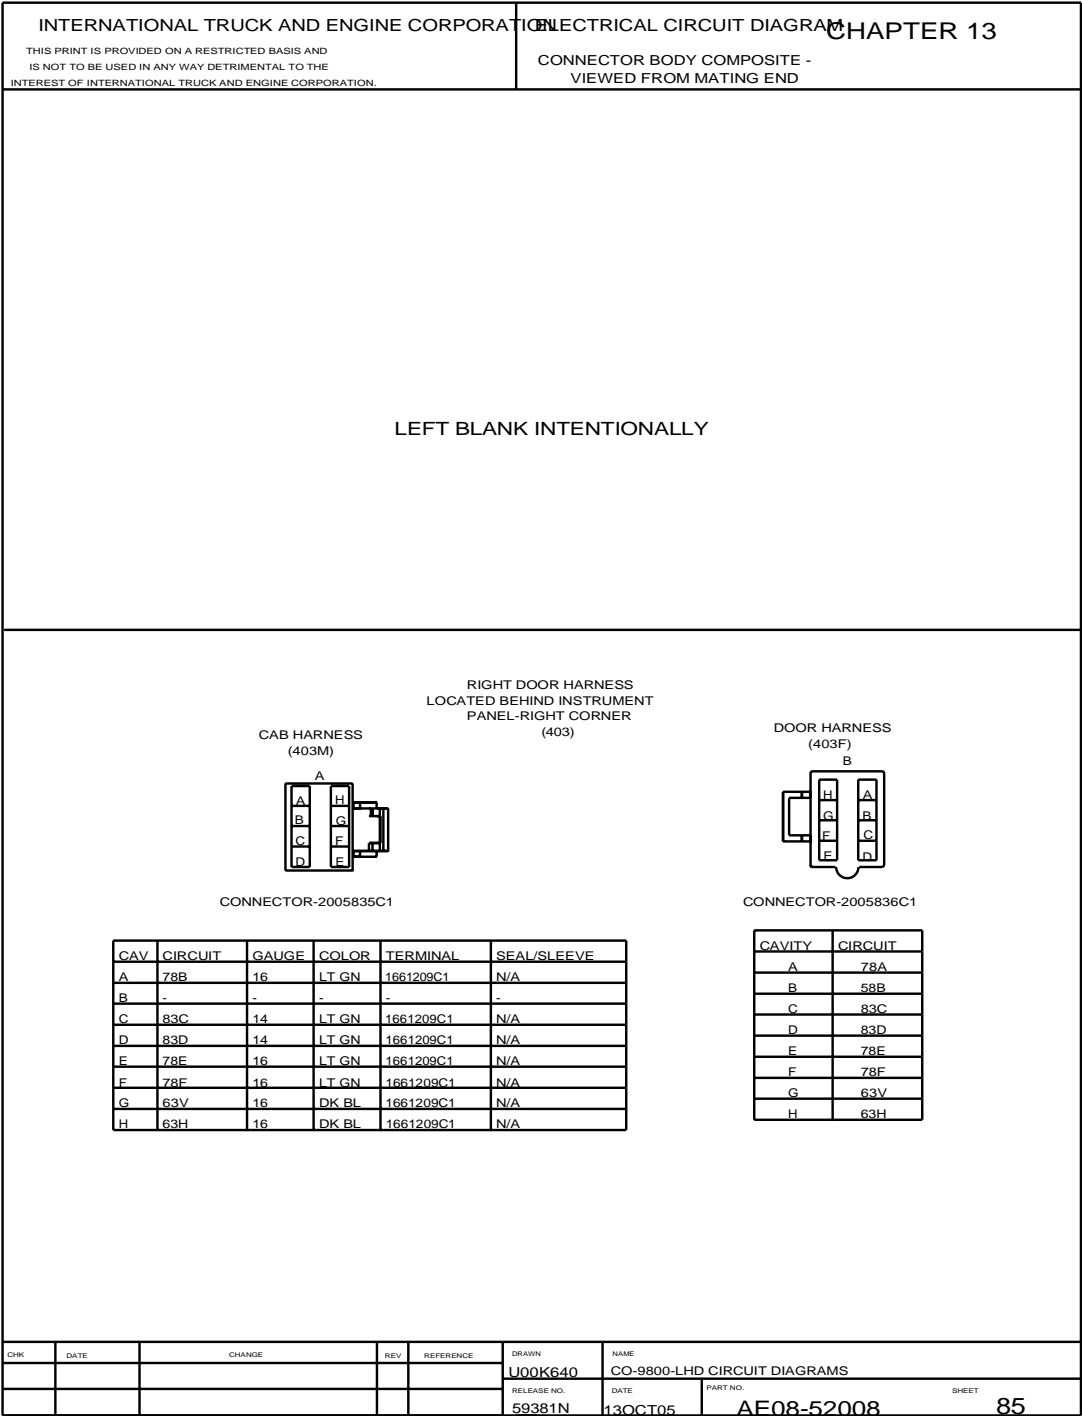 INTERNATIONAL TRUCK AND ENGINE CORPORATION
THIS PRINT IS PROVIDED ON A RESTRICTED BASIS AND
IS NOT TO BE USED IN ANY WAY DETRIMENTAL TO THE
INTEREST OF INTERNATIONAL TRUCK AND ENGINE CORPORATION.
ELECTRICAL CIRCUIT DIAGRAM
CONNECTOR BODY COMPOSITE -
VIEWED FROM MATING END
CHAPTER 13
LEFT BLANK INTENTIONALLY
RIGHT DOOR HARNESS
LOCATED BEHIND INSTRUMENT
PANEL-RIGHT CORNER
(403)
CAB HARNESS
(403M)
A
A H
B G
C F
D E
CONNECTOR-2005835C1
DOOR HARNESS
(403F)
B
H A
G B
F C
E D
CONNECTOR-2005836C1
CAV CIRCUIT GAUGE COLOR TERMINAL SEAL/SLEEVE
A 78B 16 LT GN 1661209C1 N/A
B - - - - -
C 83C 14 LT GN 1661209C1 N/A
D 83D 14 LT GN 1661209C1 N/A
E 78E 16 LT GN 1661209C1 N/A
F 78F 16 LT GN 1661209C1 N/A
G 63V 16 DK BL 1661209C1 N/A
H 63H 16 DK BL 1661209C1 N/A
CAVITY CIRCUIT
A 78A
B 58B
C 83C
D 83D
E 78E
F 78F
G 63V
H 63H
CHK DATE CHANGE REV REFERENCE
DRAWN
U00K640
NAME
CO-9800-LHD CIRCUIT DIAGRAMS
RELEASE NO.
59381N
DATE
13OCT05
PART NO.
AE08-52008
SHEET
85